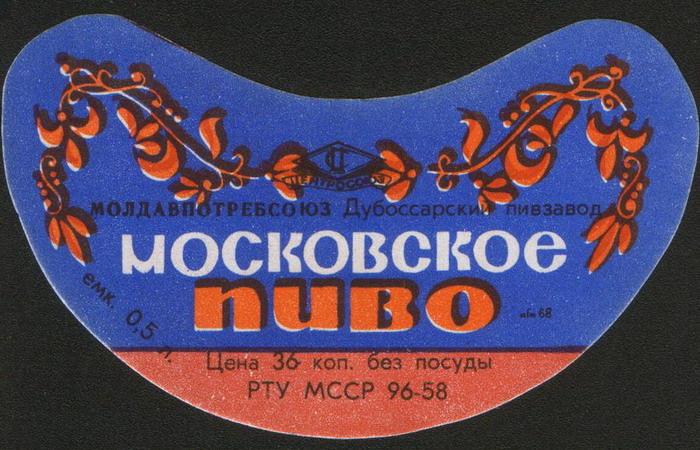 ЦЕНТРОСОЮЗ
МОЛДАВПОТРЕБСОЮЗ Дубоссарский пивзавод
МОСКОВСКОЕ
ПИВО
емк. 0,5 л.
Цена 36 коп. без посуды
РТУ МССР 96-58